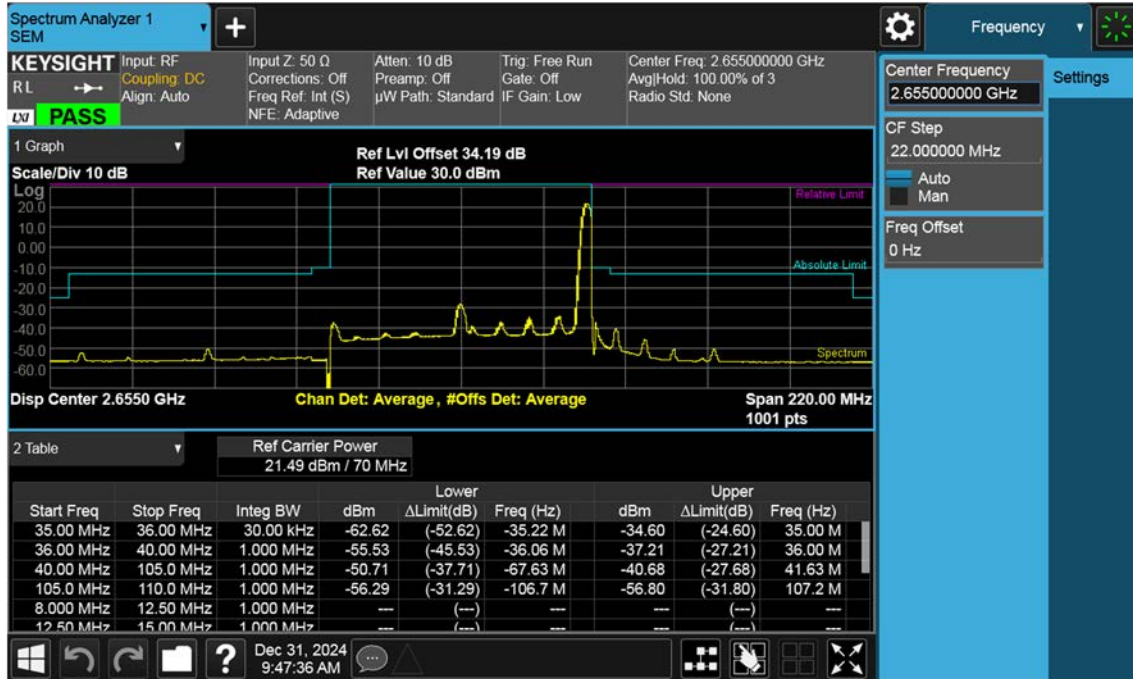 Spectrum Analyzer 1
SEM
Frequency
KEYSIGHT
R L
LXI
PASS
Input: RF
Coupling: DC
Align: Auto
Input Z: 50 Ω
Corrections: Off
Freq Ref: Int (S)
NFE: Adaptive
Atten: 10 dB
Preamp: Off
µW Path: Standard
Trig: Free Run
Gate: Off
IF Gain: Low
Center Freq: 2.655000000 GHz
Avg|Hold: 100.00% of 3
Radio Std: None
Center Frequency
2.655000000 GHz
Settings
CF Step
22.000000 MHz
Auto
Man
Freq Offset
0 Hz
1 Graph
Scale/Div 10 dB
Ref Lvl Offset 34.19 dB
Ref Value 30.0 dBm
Log
20.0
10.0
0.00
-10.0
-20.0
-30.0
-40.0
-50.0
-60.0
Relative Limit
Absolute Limit
Spectrum
Disp Center 2.6550 GHz
Chan Det: Average , #Offs Det: Average
Span 220.00 MHz
1001 pts
2 Table
Ref Carrier Power
21.49 dBm / 70 MHz
Lower Upper
Start Freq Stop Freq Integ BW dBm ΔLimit(dB) Freq (Hz) dBm ΔLimit(dB) Freq (Hz)
35.00 MHz 36.00 MHz 30.00 kHz -62.62 (-52.62) -35.22 M -34.60 (-24.60) 35.00 M
36.00 MHz 40.00 MHz 1.000 MHz -55.53 (-45.53) -36.06 M -37.21 (-27.21) 36.00 M
40.00 MHz 105.0 MHz 1.000 MHz -50.71 (-37.71) -67.63 M -40.68 (-27.68) 41.63 M
105.0 MHz 110.0 MHz 1.000 MHz -56.29 (-31.29) -106.7 M -56.80 (-31.80) 107.2 M
8.000 MHz 12.50 MHz 1.000 MHz --- (---) --- --- (---) ---
12.50 MHz 15.00 MHz 1.000 MHz --- (---) --- --- (---) ---
?
Dec 31, 2024
9:47:36 AM